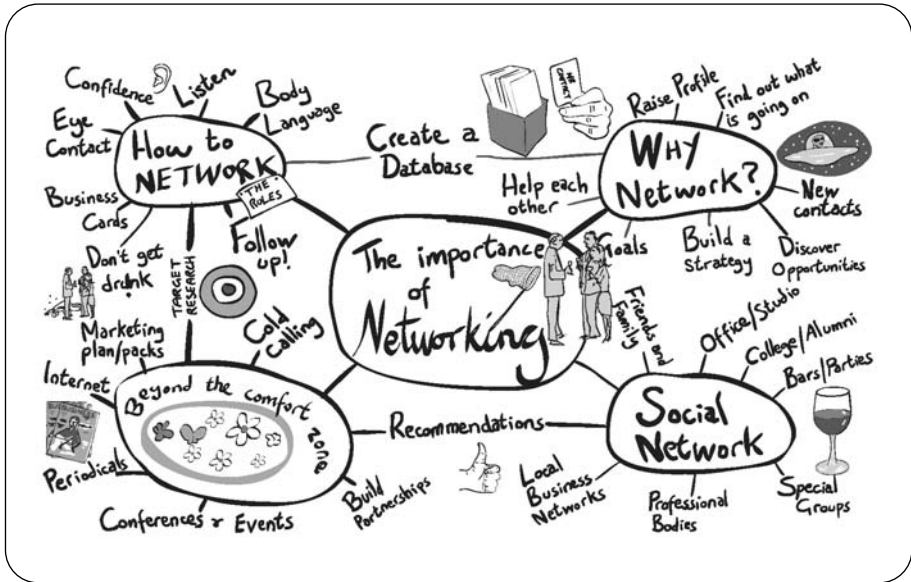 The importance
of
Networking
How to
NETWORK
Confidence
Listen
Body
Language
Eye
Contact
Business
Cards
Don't get
drunk!
THE
RULES
Follow
up!
Create a
Database
ME
CONTACT
WHY
Network?
Raise Profile
Find out what
is going on
New
contacts
Discover
Opportunities
Build a
strategy
Goals
Help each
other
TARGET
RESEARCH
Beyond the comfort
zone
Marketing
plan/packs
Cold
Calling
Internet
Periodicals
Conferences & Events
Build
Partnerships
Recommendations
Social
Network
Friends and
Family
Office/Studio
College/Alumni
Bars/Parties
Special
Groups
Professional
Bodies
Local
Business
Networks